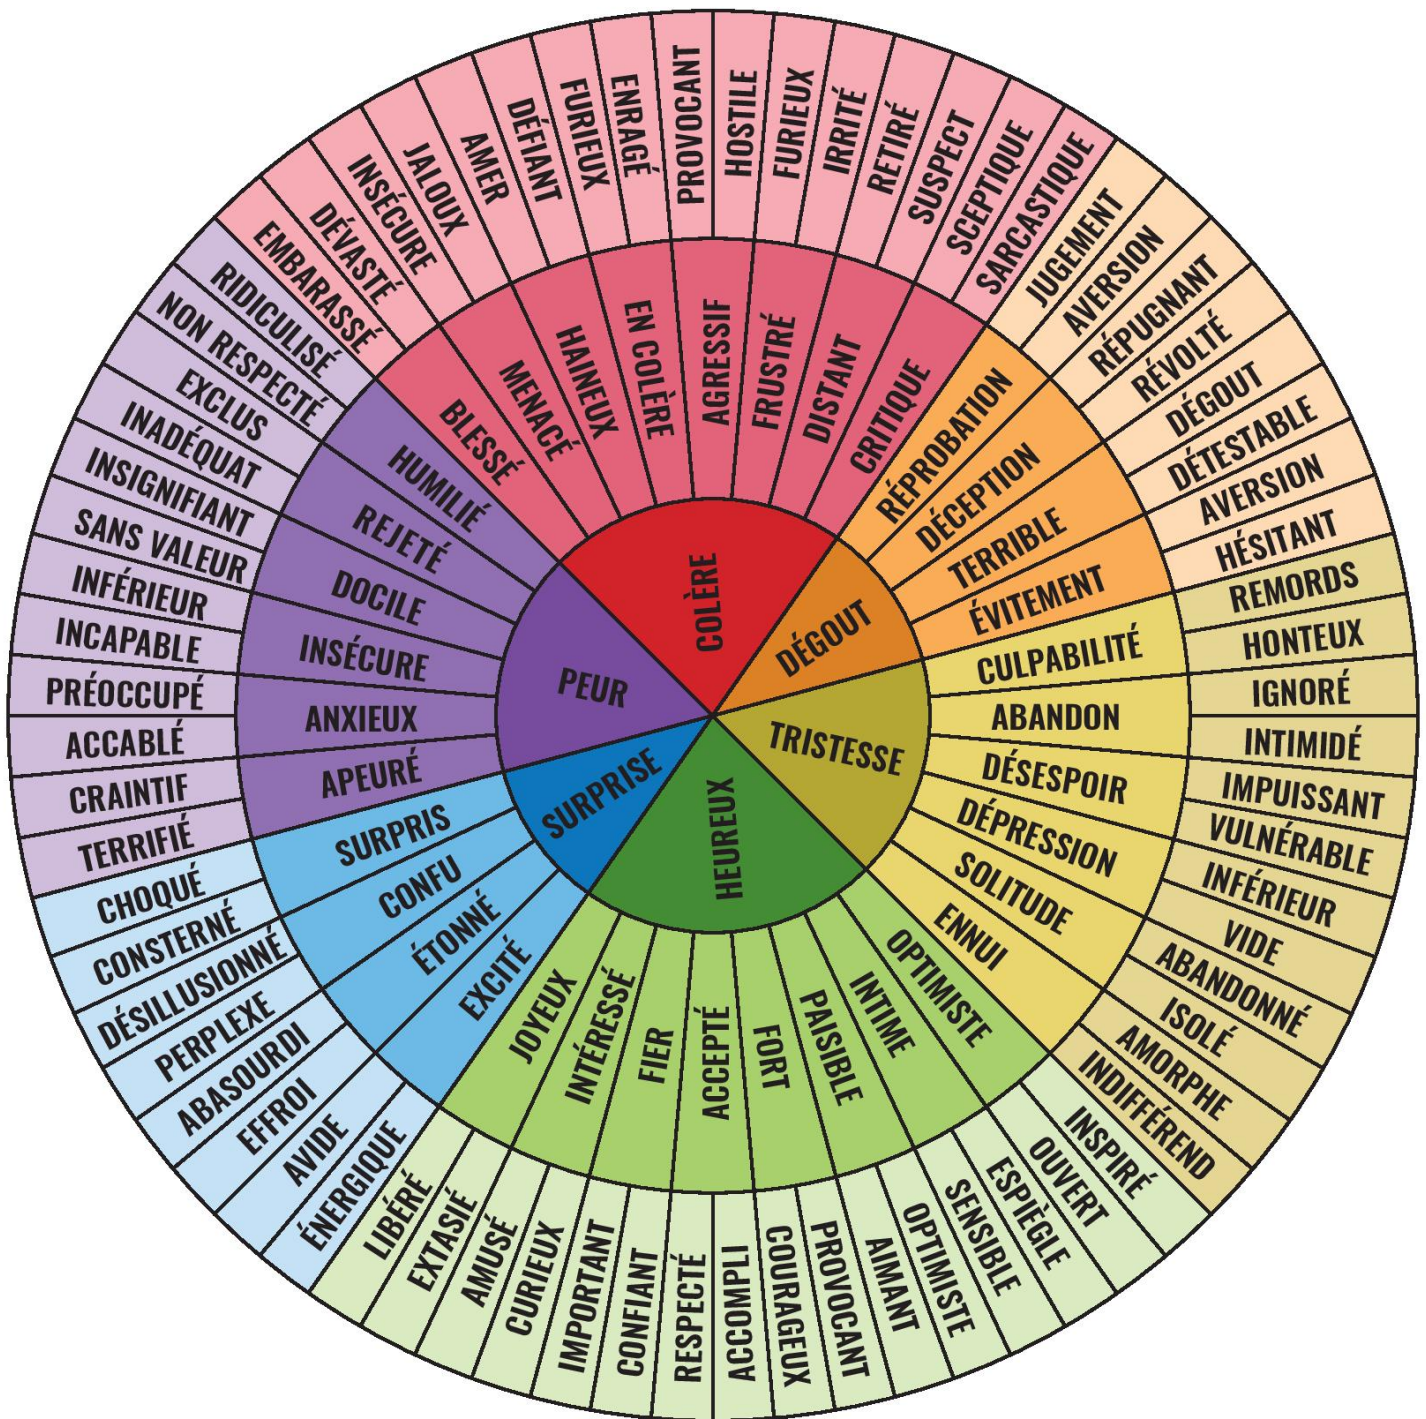 COLÈRE
DÉGOUT
TRISTESSE
HEUREUX
SURPRISE
PEUR
BLESSÉ
MENACÉ
HAINEUX
EN COLÈRE
AGRESSIF
FRUSTRÉ
DISTANT
CRITIQUE
RÉPROBATION
DÉCEPTION
TERRIBLE
ÉVITEMENT
CULPABILITÉ
ABANDON
DÉSESPOIR
DÉPRESSION
SOLITUDE
ENNUI
OPTIMISTE
INTIME
PAISIBLE
FORT
ACCEPTÉ
FIER
INTÉRESSÉ
JOYEUX
EXCITÉ
ÉTONNÉ
CONFU
SURPRIS
APEURÉ
ANXIEUX
INSÉCURE
DOCILE
REJETÉ
HUMILIÉ
EMBARASSÉ
DÉVASTÉ
INSÉCURE
JALOUX
AMER
DÉFIANT
FURIEUX
ENRAGÉ
PROVOCANT
HOSTILE
FURIEUX
IRRITÉ
RETIRÉ
SUSPECT
SCEPTIQUE
SARCASTIQUE
JUGEMENT
AVERSION
RÉPUGNANT
RÉVOLTÉ
DÉGOUT
DÉTESTABLE
AVERSION
HÉSITANT
REMORDS
HONTEUX
IGNORÉ
INTIMIDÉ
IMPUISSANT
VULNÉRABLE
INFÉRIEUR
VIDE
ABANDONNÉ
ISOLÉ
AMORPHE
INDIFFÉREND
INSPIRÉ
OUVERT
ESPIÈGLE
SENSIBLE
OPTIMISTE
AIMANT
PROVOCANT
COURAGEUX
ACCOMPLI
RESPECTÉ
CONFIANT
IMPORTANT
CURIEUX
AMUSÉ
EXTASIÉ
LIBÉRÉ
ÉNERGIQUE
AVIDE
EFFROI
ABASOURDI
PERPLEXE
DÉSILLUSIONNÉ
CONSTERNÉ
CHOQUÉ
TERRIFIÉ
CRAINTIF
ACCABLÉ
PRÉOCCUPÉ
INCAPABLE
INFÉRIEUR
SANS VALEUR
INSIGNIFIANT
INADÉQUAT
EXCLUS
NON RESPECTÉ
RIDICULISÉ